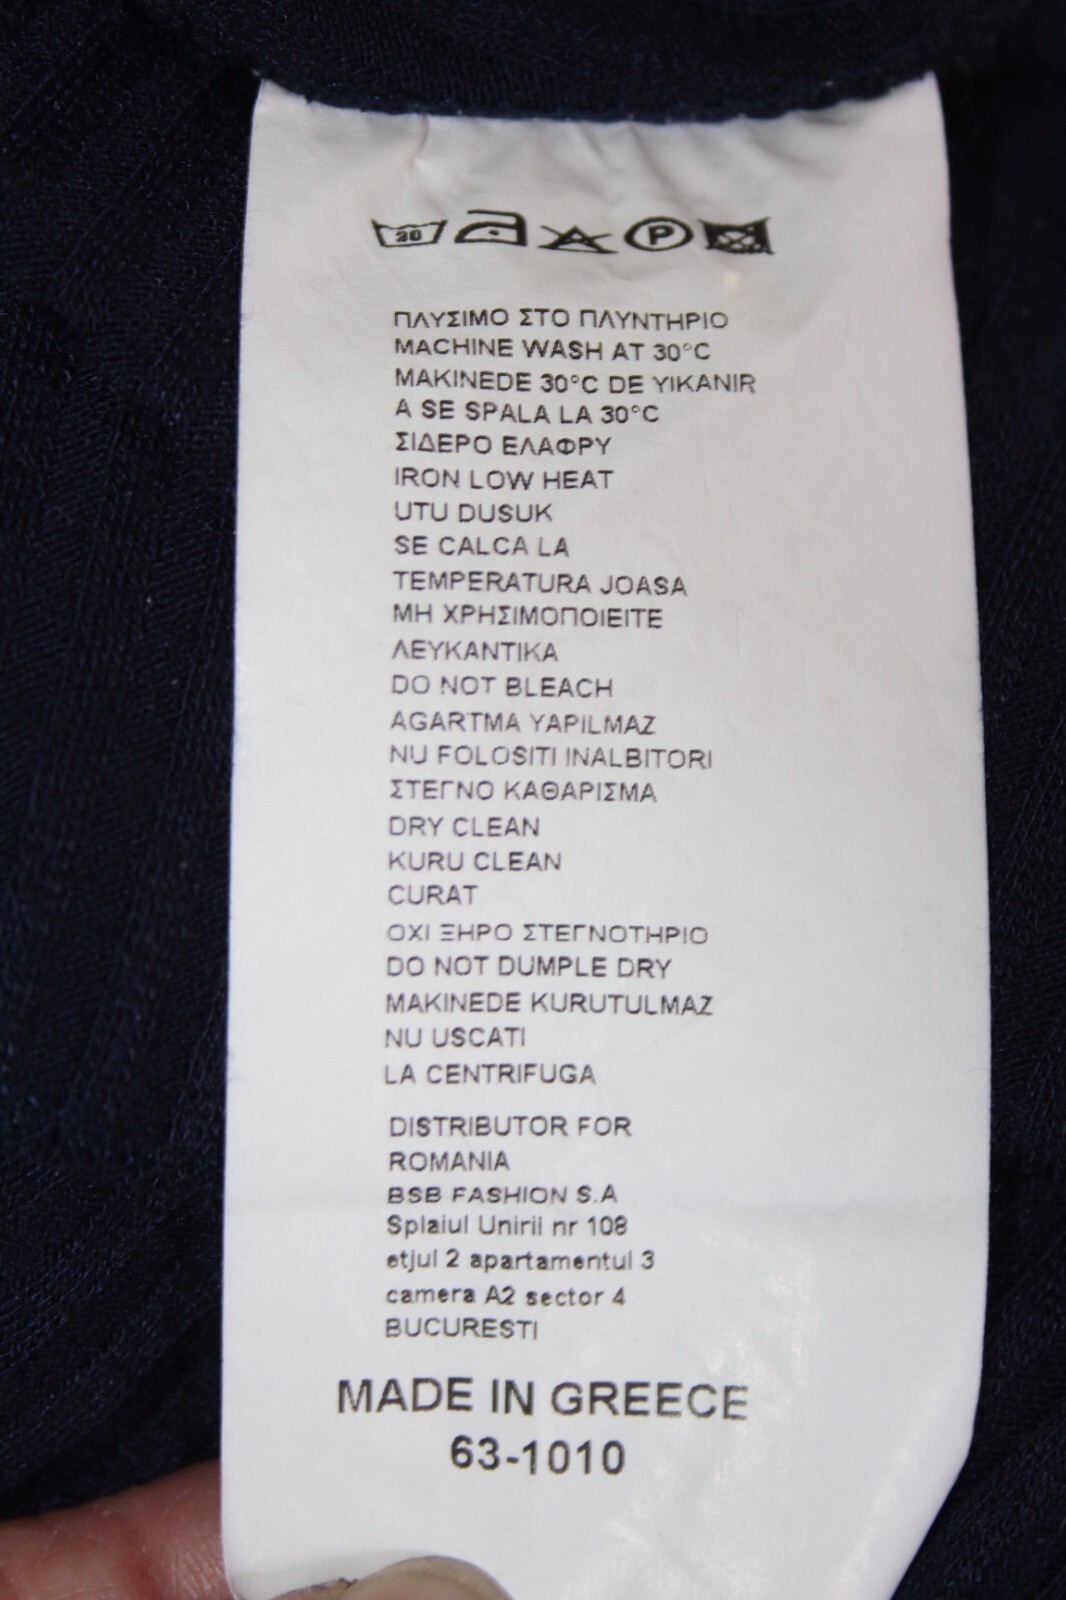 30
P
ΠΛΥΣΙΜΟ ΣΤΟ ΠΛΥΝΤΗΡΙΟ
MACHINE WASH AT 30°C
MAKINEDE 30°C DE YIKANIR
A SE SPALA LA 30°C
ΣΙΔΕΡΟ ΕΛΑΦΡΥ
IRON LOW HEAT
UTU DUSUK
SE CALCA LA
TEMPERATURA JOASA
ΜΗ ΧΡΗΣΙΜΟΠΟΙΕΙΤΕ
ΛΕΥΚΑΝΤΙΚΑ
DO NOT BLEACH
AGARTMA YAPILMAZ
NU FOLOSITI INALBITORI
ΣΤΕΓΝΟ ΚΑΘΑΡΙΣΜΑ
DRY CLEAN
KURU CLEAN
CURAT
ΟΧΙ ΞΗΡΟ ΣΤΕΓΝΟΤΗΡΙΟ
DO NOT DUMPLE DRY
MAKINEDE KURUTULMAZ
NU USCATI
LA CENTRIFUGA
DISTRIBUTOR FOR
ROMANIA
BSB FASHION S.A
Splaiul Unirii nr 108
etjul 2 apartamentul 3
camera A2 sector 4
BUCURESTI
MADE IN GREECE
63-1010